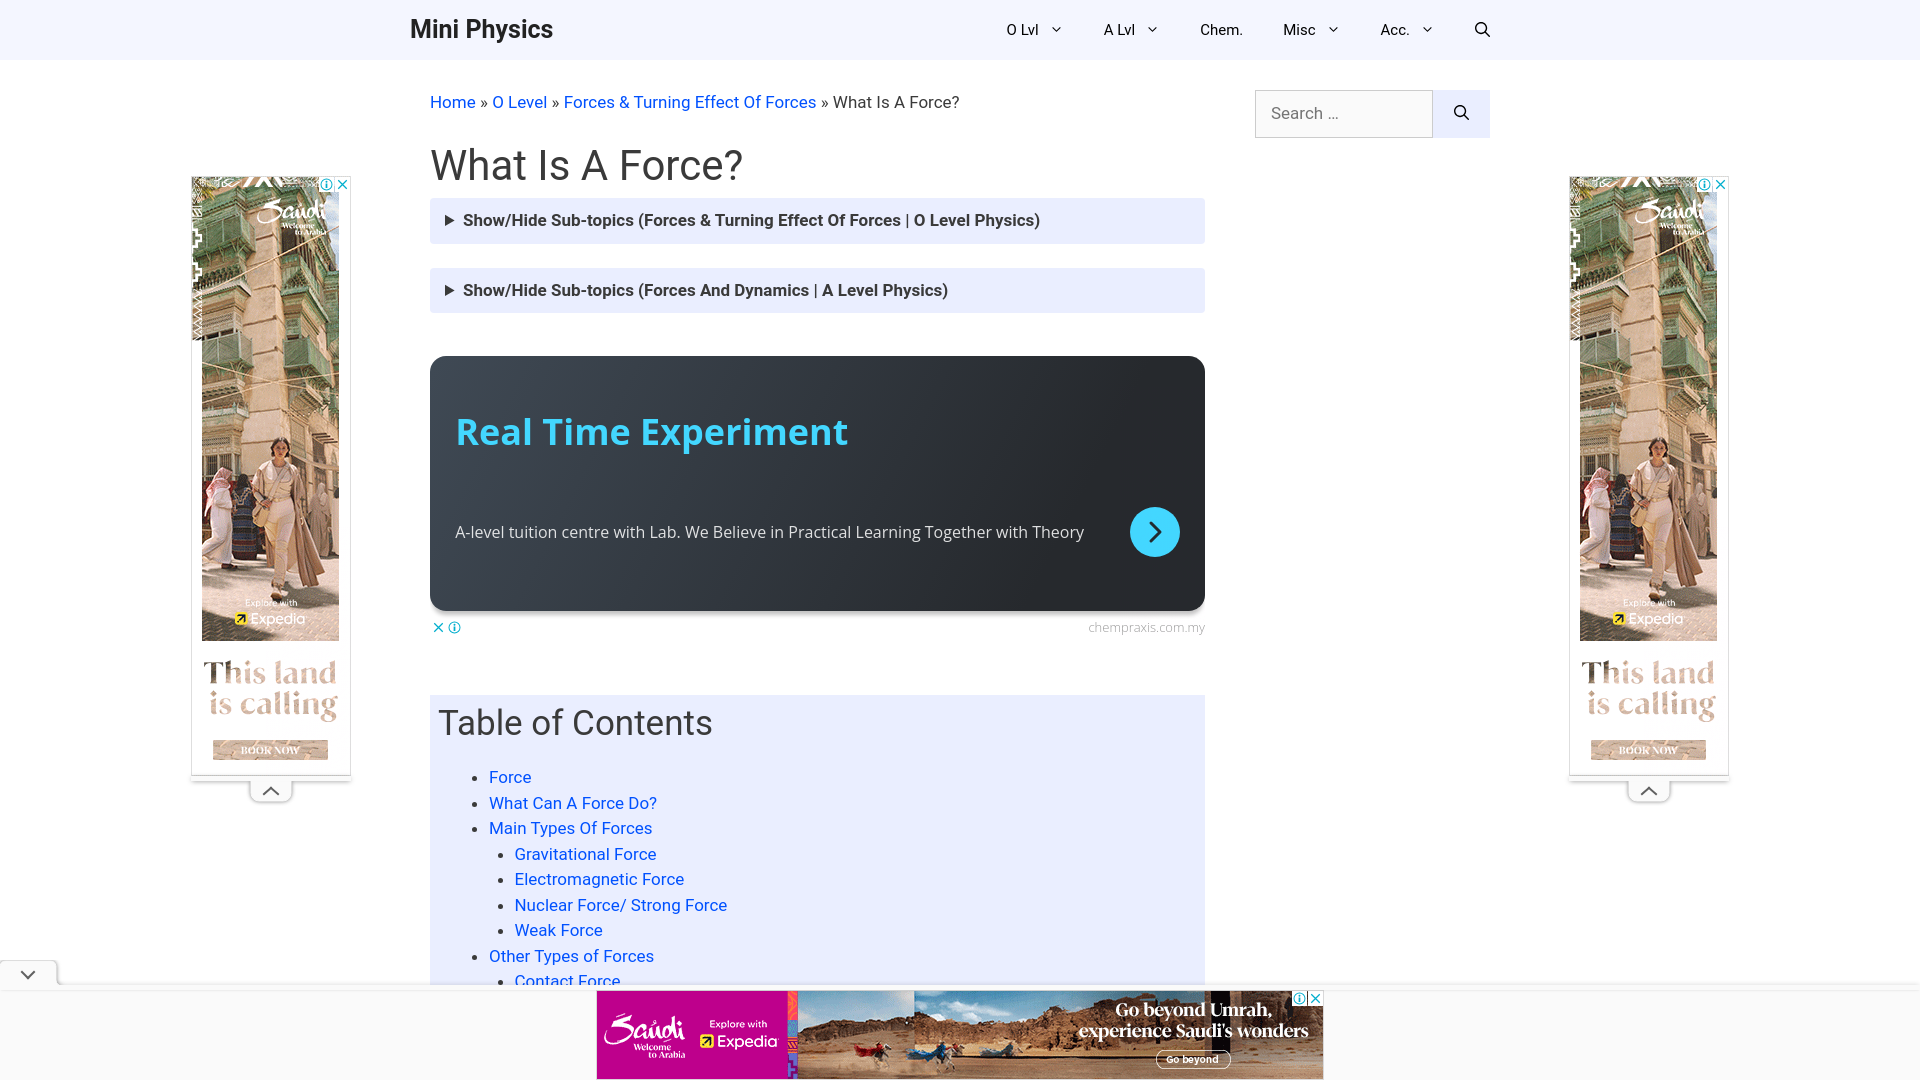 Mini Physics
O Lvl
A Lvl
Chem.
Misc
Acc.
Home » O Level » Forces & Turning Effect Of Forces » What Is A Force?
Search …
What Is A Force?
Show/Hide Sub-topics (Forces & Turning Effect Of Forces | O Level Physics)
Show/Hide Sub-topics (Forces And Dynamics | A Level Physics)
Real Time Experiment
A-level tuition centre with Lab. We Believe in Practical Learning Together with Theory
chempraxis.com.my
Table of Contents
Force
What Can A Force Do?
Main Types Of Forces
Gravitational Force
Electromagnetic Force
Nuclear Force/ Strong Force
Weak Force
Other Types of Forces
Contact Force
Saudi
Welcome
to Arabia
Explore with
Expedia
This land
is calling
BOOK NOW
Saudi
Welcome
to Arabia
Explore with
Expedia
This land
is calling
BOOK NOW
Saudi
Welcome
to Arabia
Explore with
Expedia
Go beyond Umrah,
experience Saudi's wonders
Go beyond